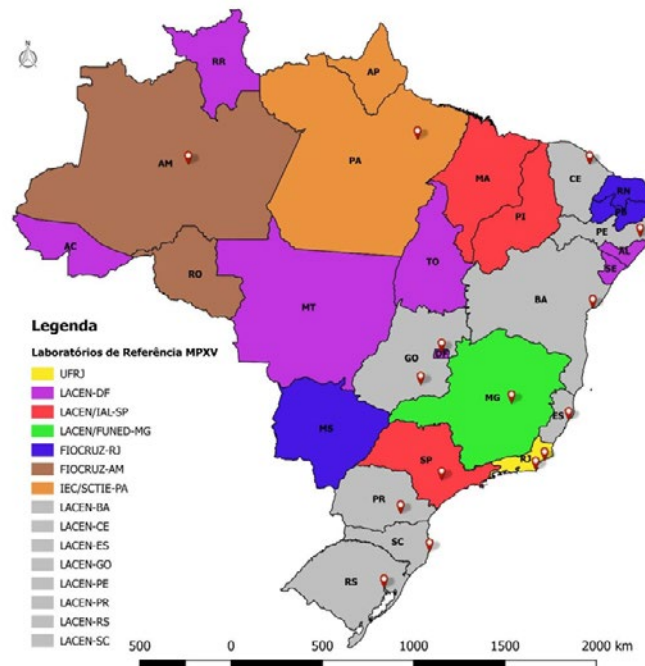 RR
AP
AM
PA
MA
CE
RN
PB
PI
PE
AC
TO
AL
SE
RO
MT
BA
GO
DF
MG
ES
MS
SP
RJ
PR
SC
RS
Legenda
Laboratórios de Referência MPXV
UFRJ
LACEN-DF
LACEN/IAL-SP
LACEN/FUNED-MG
FIOCRUZ-RJ
FIOCRUZ-AM
IEC/SCTIE-PA
LACEN-BA
LACEN-CE
LACEN-ES
LACEN-GO
LACEN-PE
LACEN-PR
LACEN-RS
LACEN-SC
500 0 500 1000 1500 2000 km